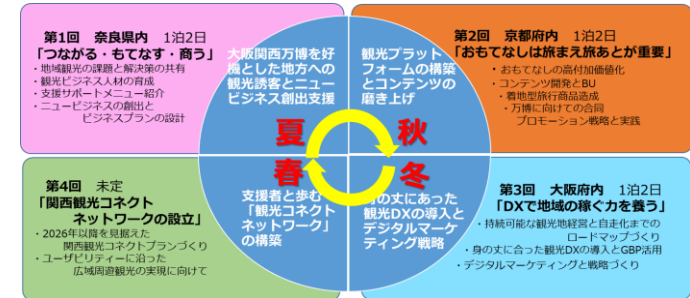 第1回 奈良県内 1泊2日
「つながる・もてなす・商う」
・地域観光の課題と解決策の共有
・観光ビジネス人材の育成
・支援サポートメニュー紹介
・ニュービジネスの創出と
ビジネスプランの設計
大阪関西万博を好
機とした地方への
観光誘客とニュー
ビジネス創出支援
夏
観光プラット
フォームの構築
とコンテンツの
磨き上げ
秋
第2回 京都府内 1泊2日
「おもてなしは旅まえ旅あとが重要」
・おもてなしの高付加価値化
・コンテンツ開発とBU
・着地型旅行商品造成
・万博に向けての合同
プロモーション戦略と実践
第4回 未定
「関西観光コネクト
ネットワークの設立」
・2026年以降を見据えた
関西観光コネクトプランづくり
・ユーザビリティーに沿った
広域周遊観光の実現に向けて
春
支援者と歩む
「観光コネクト
ネットワーク」
の構築
冬
身の丈にあった
観光DXの導入と
デジタルマーケ
ティング戦略
第3回 大阪府内 1泊2日
「DXで地域の稼ぐ力を養う」
・持続可能な観光地経営と自走化までの
ロードマップづくり
・身の丈に合った観光DXの導入とGBP活用
・デジタルマーケティングと戦略づくり